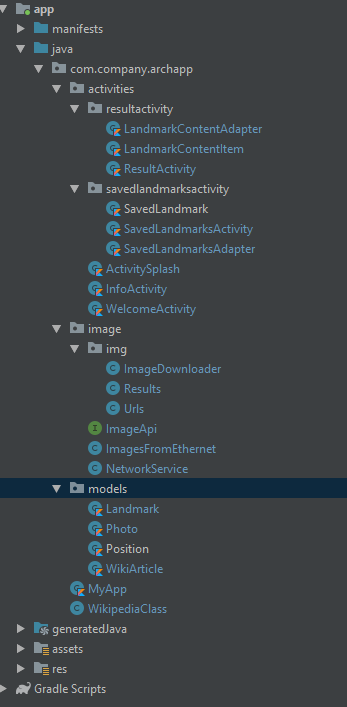 app
manifests
java
com.company.archapp
activities
resultactivity
LandmarkContentAdapter
LandmarkContentItem
ResultActivity
savedlandmarksactivity
SavedLandmark
SavedLandmarksActivity
SavedLandmarksAdapter
ActivitySplash
InfoActivity
WelcomeActivity
image
img
ImageDownloader
Results
Urls
ImageApi
ImagesFromEthernet
NetworkService
models
Landmark
Photo
Position
WikiArticle
MyApp
WikipediaClass
generatedJava
assets
res
Gradle Scripts